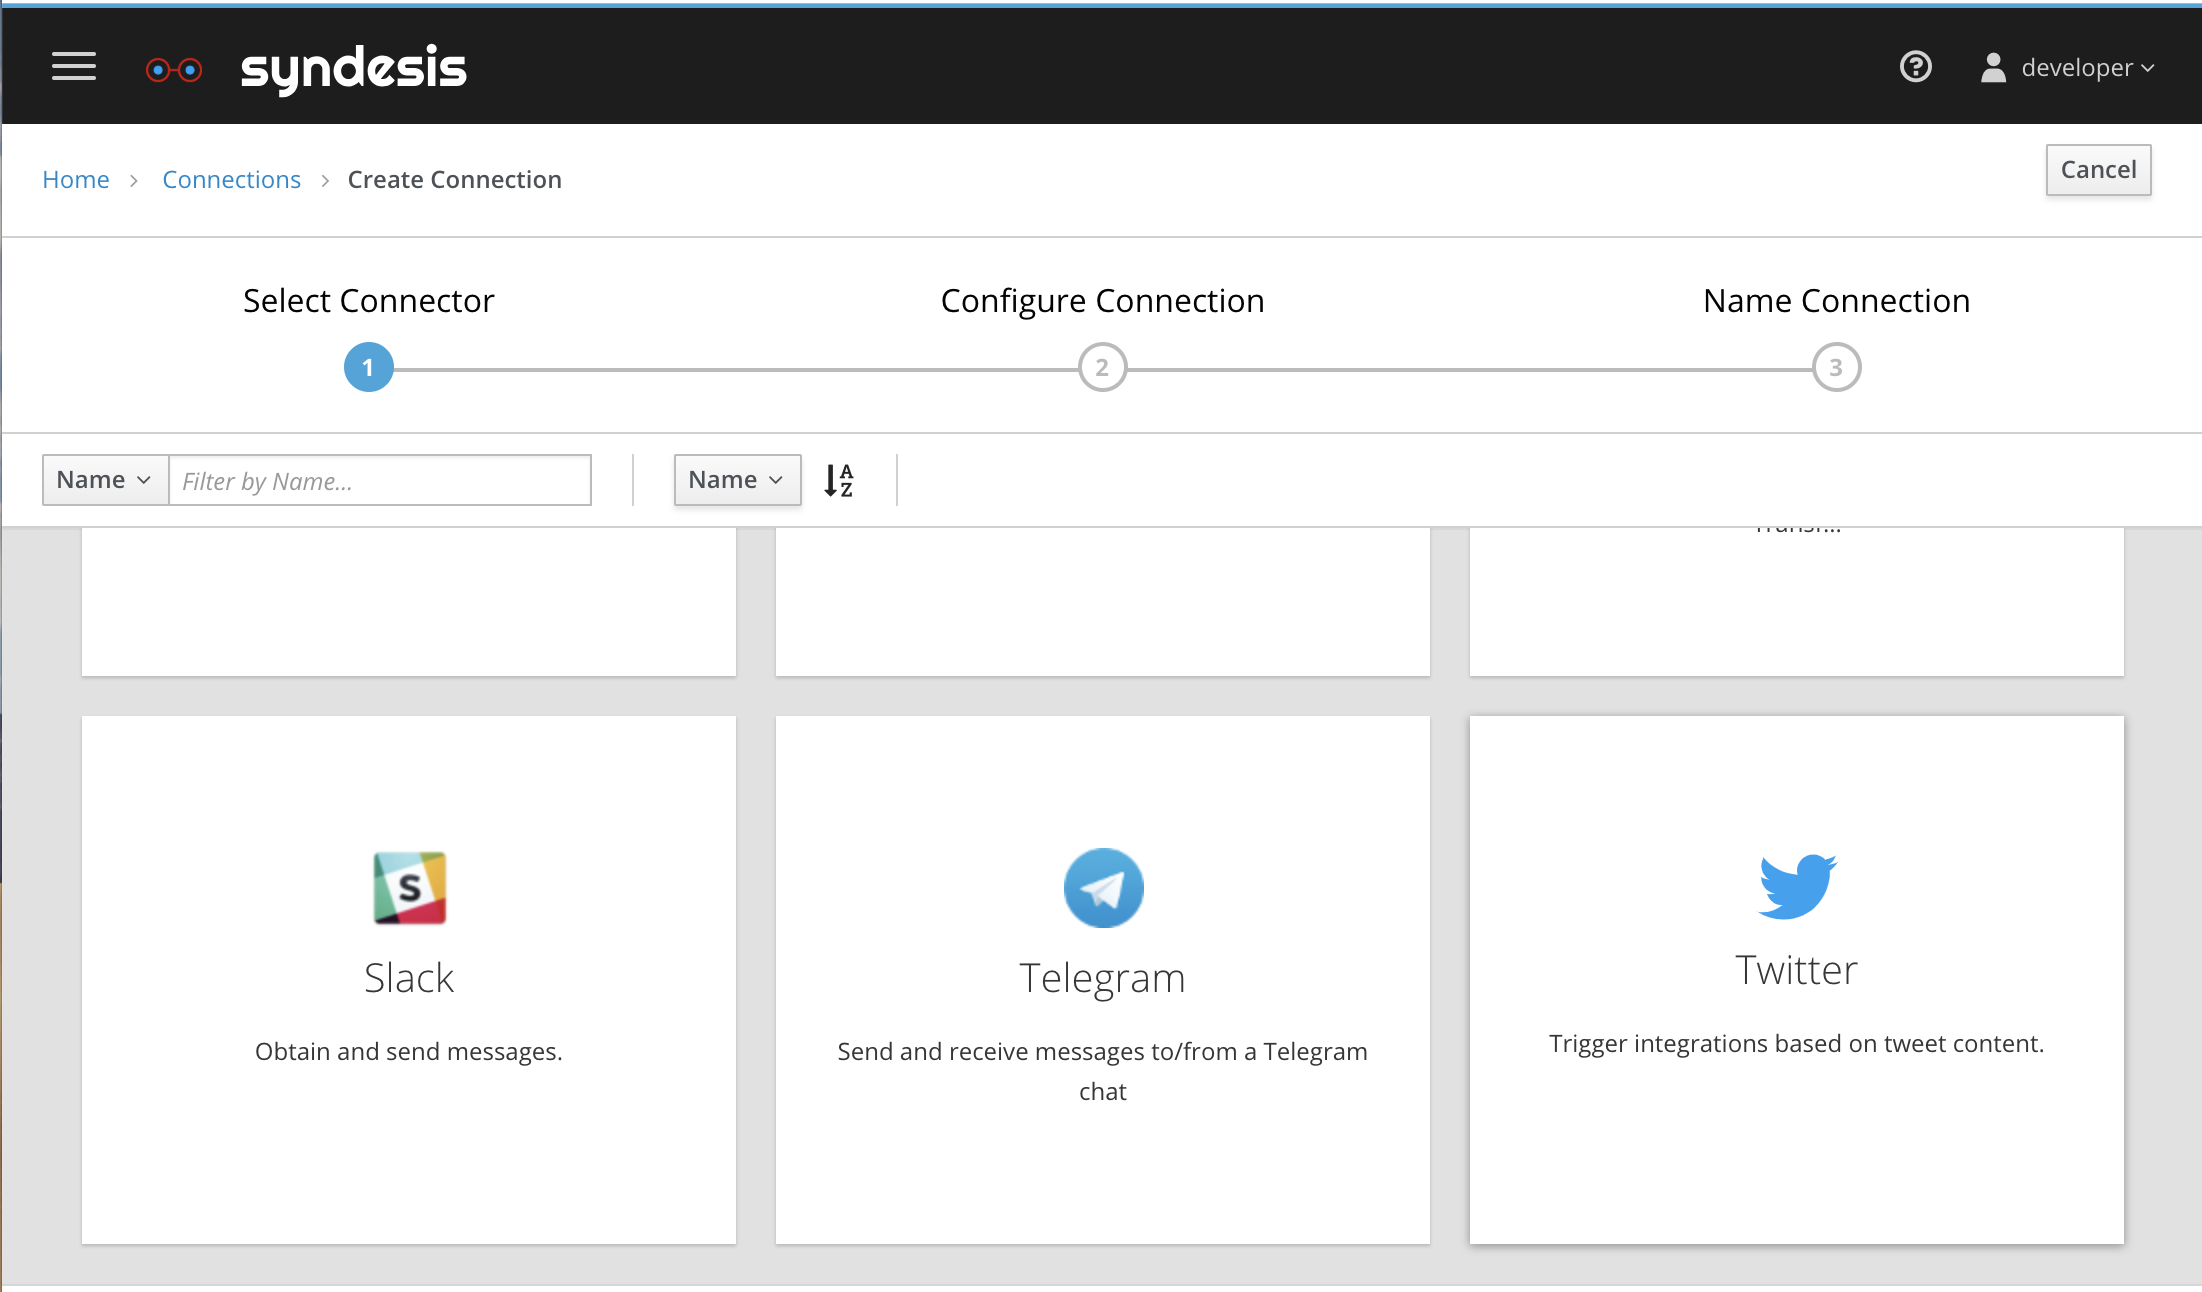 syndesis
developer
Home > Connections > Create Connection
Cancel
Select Connector
Configure Connection
Name Connection
1
2
3
Name
Filter by Name...
Name
A
Z
S
Slack
Obtain and send messages.
Telegram
Send and receive messages to/from a Telegram
chat
Twitter
Trigger integrations based on tweet content.